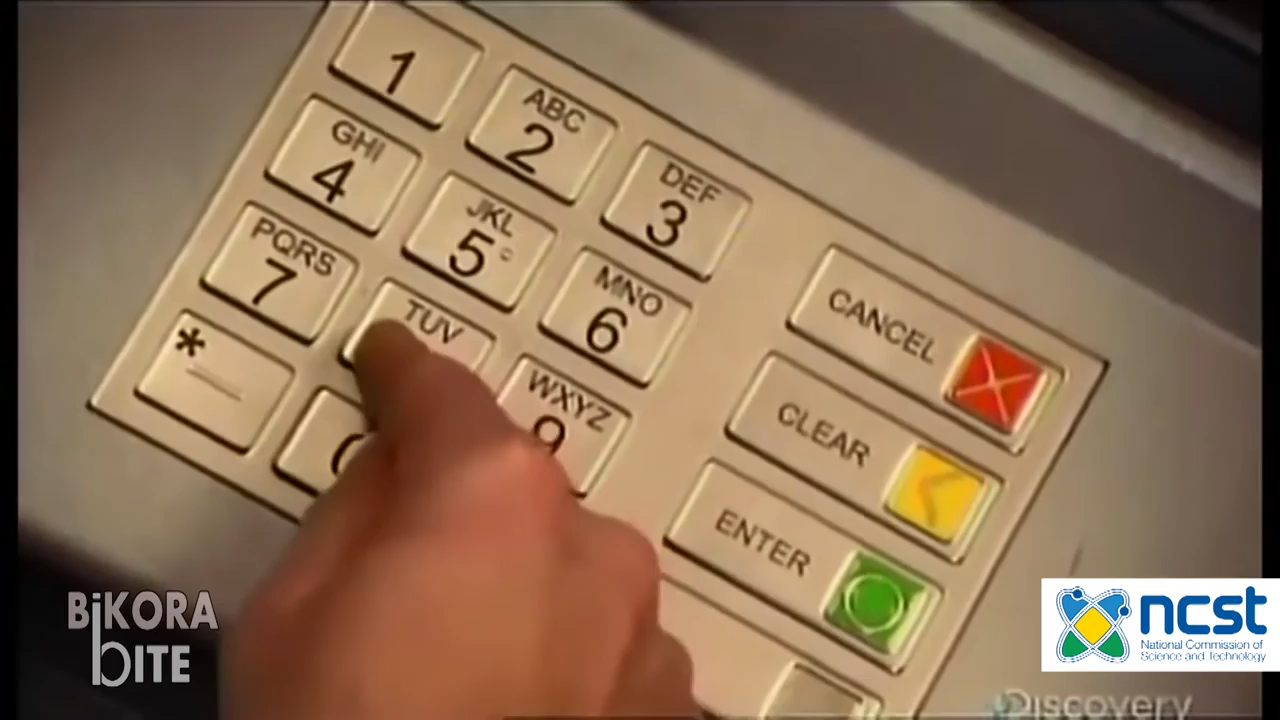 1
ABC
2
DEF
3
GHI
4
JKL
5
MNO
6
PQRS
7
TUV
WXYZ
9
*
0
CANCEL
CLEAR
ENTER
BiKORA
bITE
ncst
National Commission of
Science and Technology
Discovery